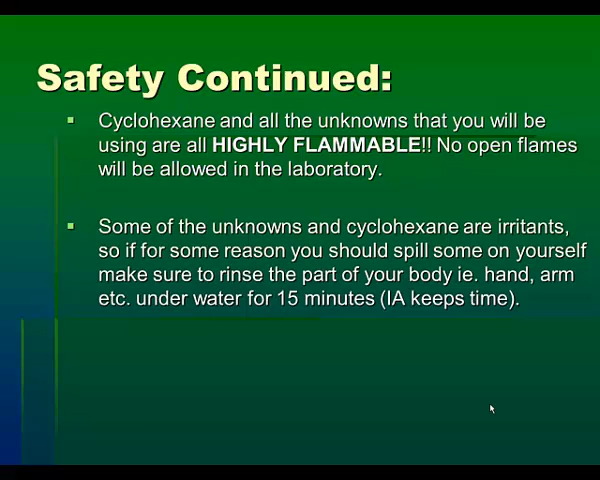 Safety Continued:
Cyclohexane and all the unknowns that you will be
using are all HIGHLY FLAMMABLE!! No open flames
will be allowed in the laboratory.
Some of the unknowns and cyclohexane are irritants,
so if for some reason you should spill some on yourself
make sure to rinse the part of your body ie. hand, arm
etc. under water for 15 minutes (IA keeps time).